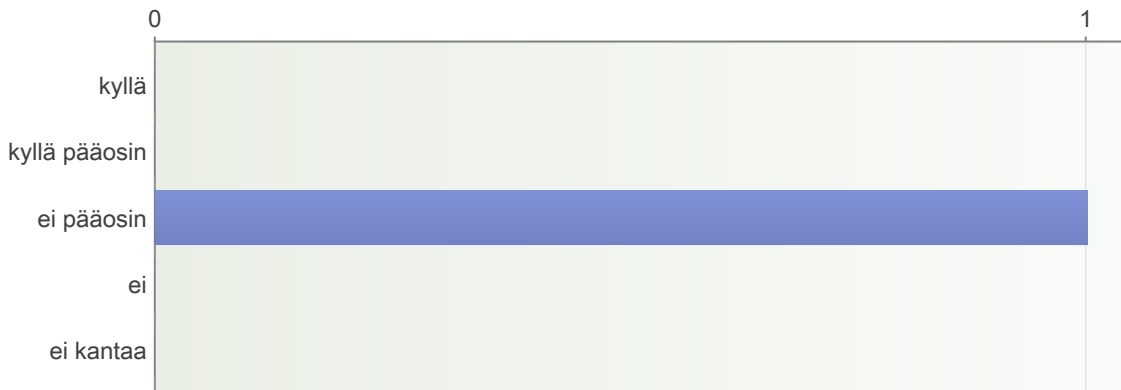 0 1
kyllä
kyllä pääosin
ei pääosin
ei
ei kantaa